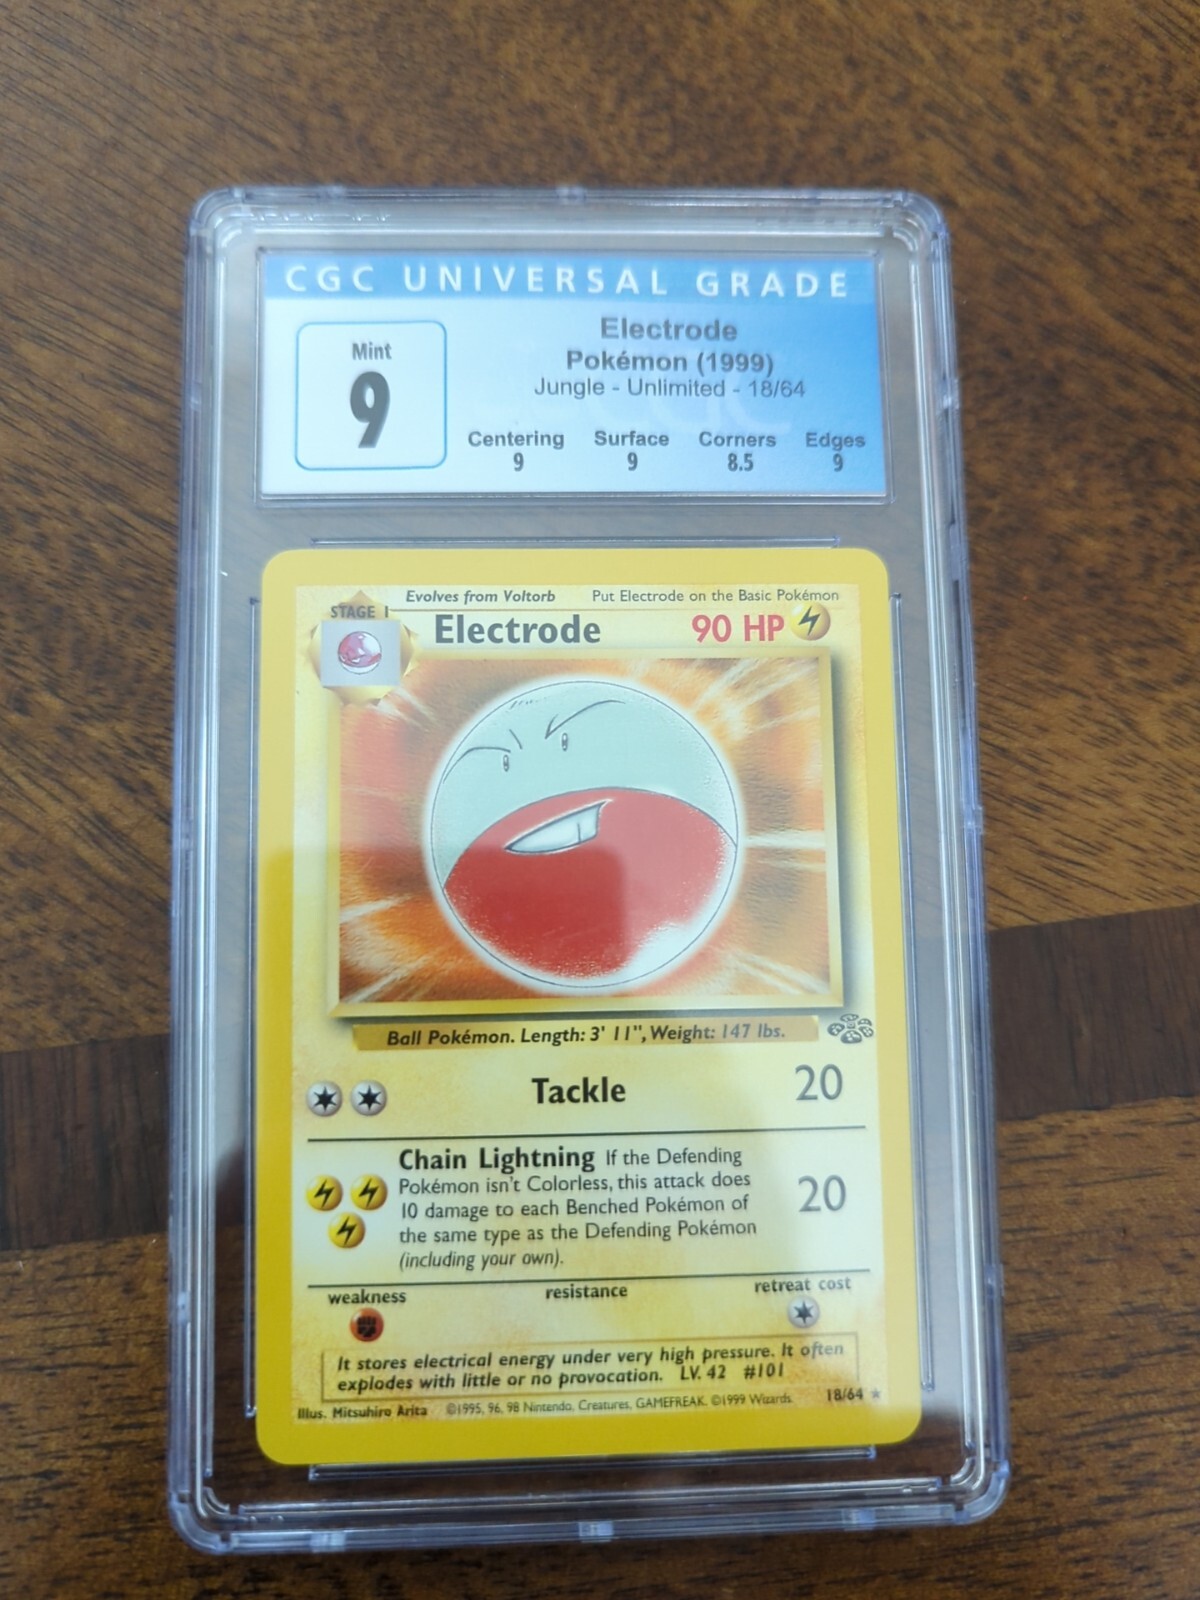 CGC UNIVERSAL GRADE
Mint
9
Electrode
Pokémon (1999)
Jungle - Unlimited - 18/64
Centering Surface Corners Edges
9 9 8.5 9
Evolves from Voltorb Put Electrode on the Basic Pokémon
STAGE 1
Electrode 90 HP
Ball Pokémon. Length: 3' 11", Weight: 147 lbs.
Tackle 20
Chain Lightning If the Defending
Pokémon isn't Colorless, this attack does
10 damage to each Benched Pokémon of
the same type as the Defending Pokémon
(including your own).
20
weakness resistance retreat cost
It stores electrical energy under very high pressure. It often
explodes with little or no provocation. LV. 42 #101
Illus. Mitsuhiro Arita ©1995, 96, 98 Nintendo, Creatures, GAMEFREAK. ©1999 Wizards. 18/64 ★